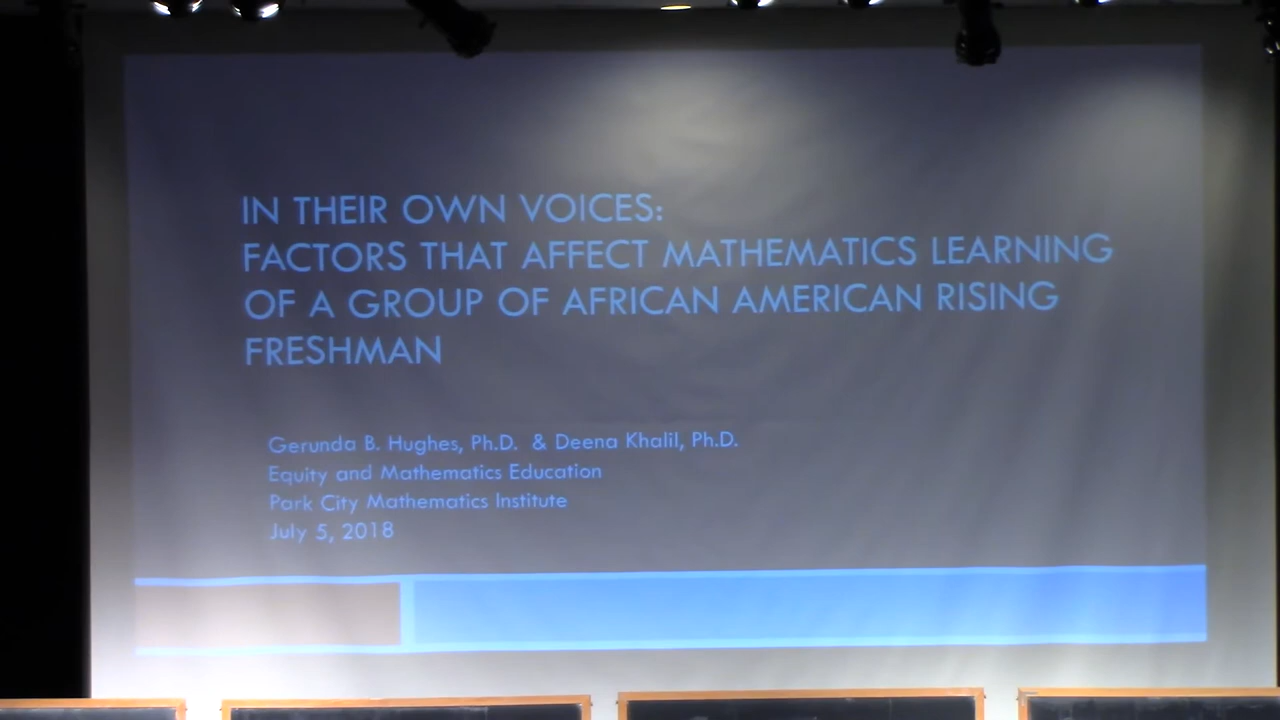 IN THEIR OWN VOICES:
FACTORS THAT AFFECT MATHEMATICS LEARNING
OF A GROUP OF AFRICAN AMERICAN RISING
FRESHMAN
Gerunda B. Hughes, Ph.D. & Deena Khalil, Ph.D.
Equity and Mathematics Education
Park City Mathematics Institute
July 5, 2018